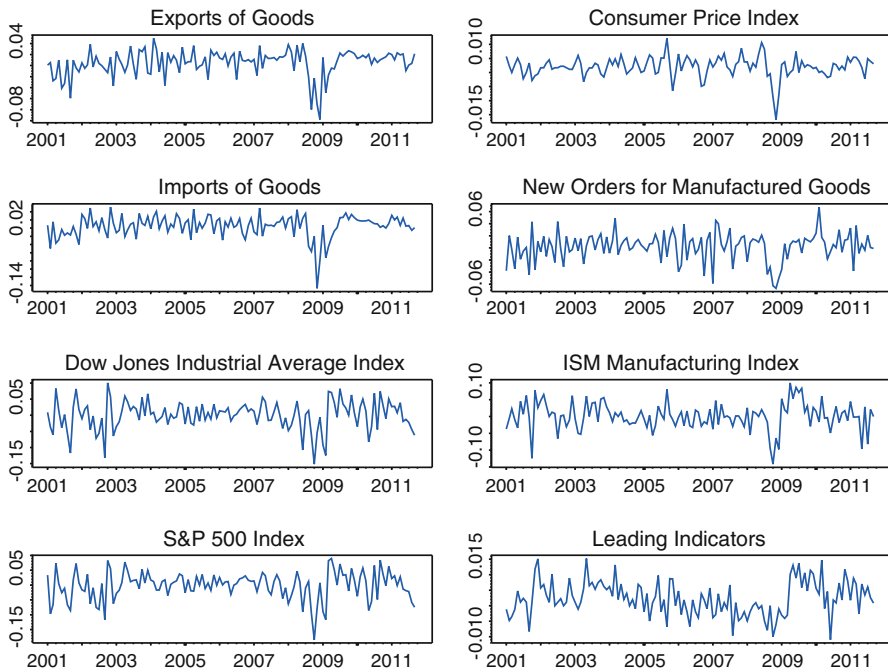 Exports of Goods
0.04
-0.08
2001 2003 2005 2007 2009 2011
Consumer Price Index
0.010
-0.015
2001 2003 2005 2007 2009 2011
Imports of Goods
0.02
-0.14
2001 2003 2005 2007 2009 2011
New Orders for Manufactured Goods
0.06
-0.06
2001 2003 2005 2007 2009 2011
Dow Jones Industrial Average Index
0.05
-0.15
2001 2003 2005 2007 2009 2011
ISM Manufacturing Index
0.10
-0.10
2001 2003 2005 2007 2009 2011
S&P 500 Index
0.05
-0.15
2001 2003 2005 2007 2009 2011
Leading Indicators
0.015
-0.010
2001 2003 2005 2007 2009 2011